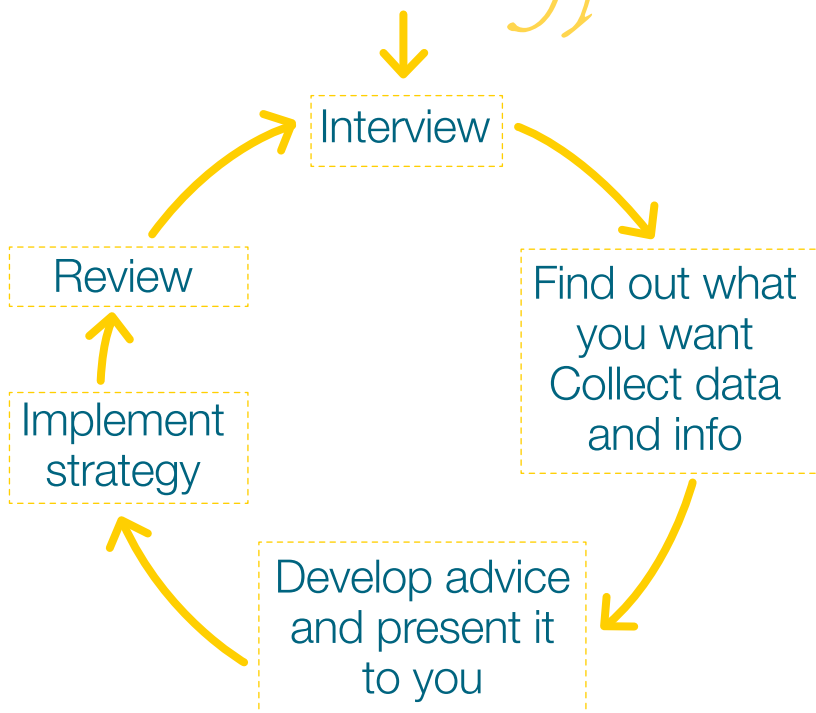 Interview
Find out what
you want
Collect data
and info
Develop advice
and present it
to you
Implement
strategy
Review